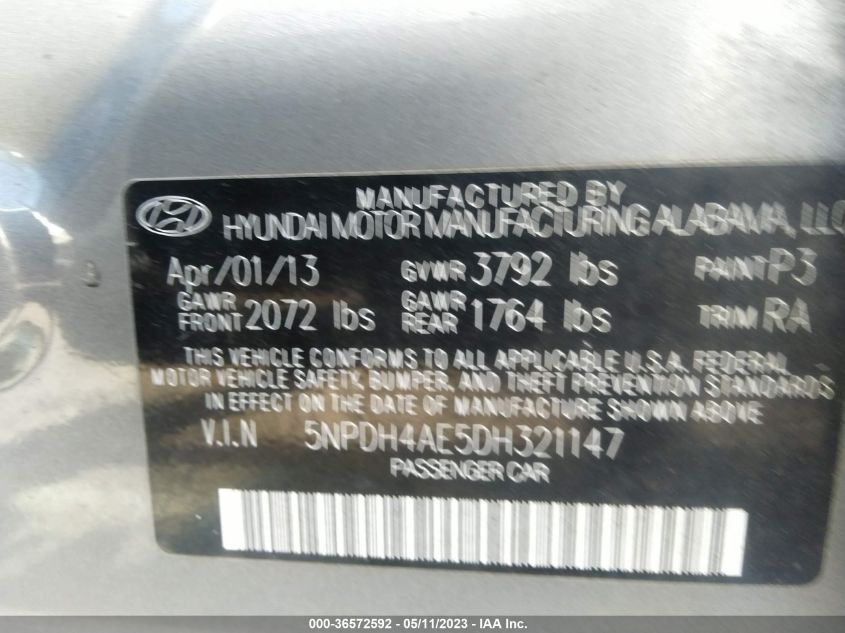 MANUFACTURED BY
HYUNDAI MOTOR MANUFACTURING ALABAMA, LLC
Apr/01/13 GVWR 3792 lbs PAINT P3
GAWR FRONT 2072 lbs GAWR REAR 1764 lbs TRIM RA
THIS VEHICLE CONFORMS TO ALL APPLICABLE U.S.A. FEDERAL
MOTOR VEHICLE SAFETY, BUMPER, AND THEFT PREVENTION STANDARDS
IN EFFECT ON THE DATE OF MANUFACTURE SHOWN ABOVE
V.I.N 5NPDH4AE5DH321147
PASSENGER CAR
000-36572592 - 05/11/2023 - IAA Inc.